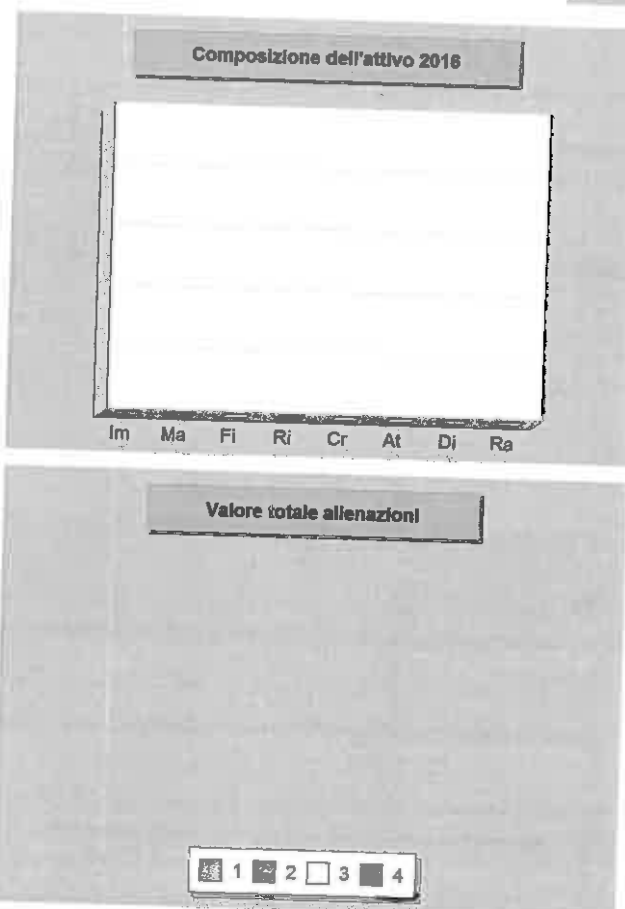 Composizione dell'attivo 2016
Im Ma Fi Ri Cr At Di Ra
Valore totale alienazioni
1 2 3 4